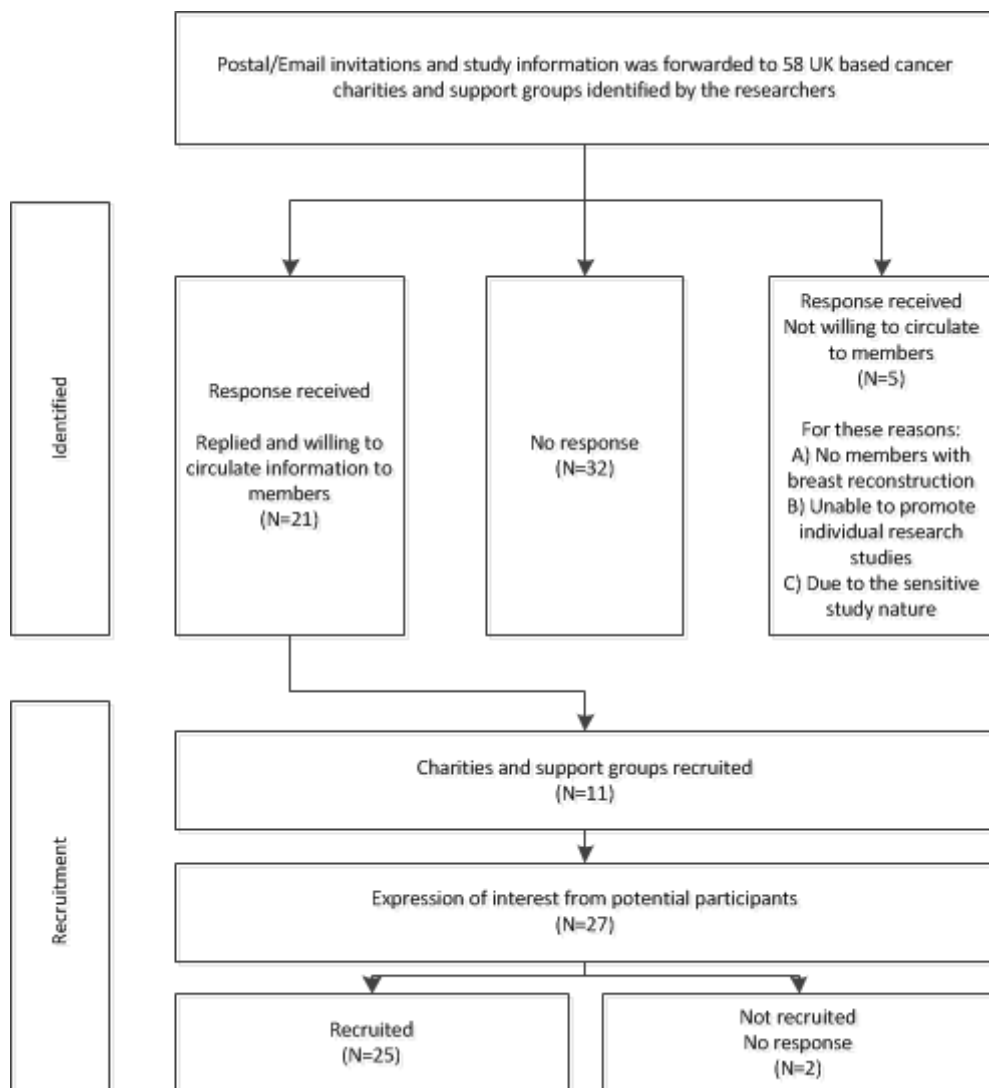 Postal/Email invitations and study information was forwarded to 58 UK based cancer
charities and support groups identified by the researchers
Identified
Response received
Replied and willing to
circulate information to
members
(N=21)
No response
(N=32)
Response received
Not willing to circulate
to members
(N=5)
For these reasons:
A) No members with
breast reconstruction
B) Unable to promote
individual research
studies
C) Due to the sensitive
study nature
Recruitment
Charities and support groups recruited
(N=11)
Expression of interest from potential participants
(N=27)
Recruited
(N=25)
Not recruited
No response
(N=2)